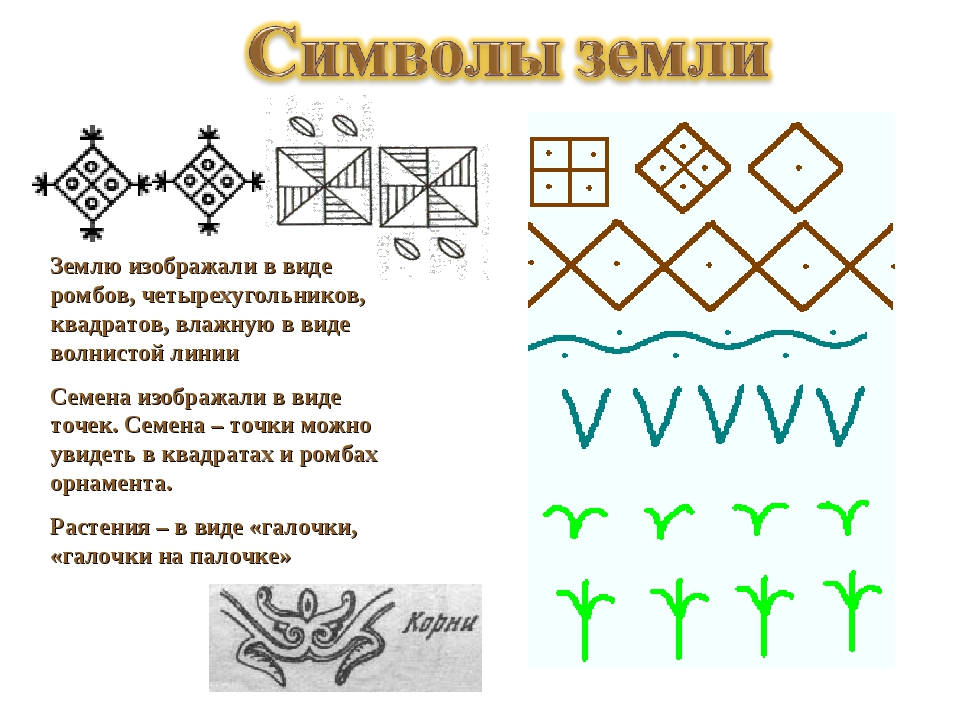 Символы земли
Землю изображали в виде
ромбов, четырехугольников,
квадратов, влажную в виде
волнистой линии
Семена изображали в виде
точек. Семена – точки можно
увидеть в квадратах и ромбах
орнамента.
Растения – в виде «галочки,
«галочки на палочке»
Корни